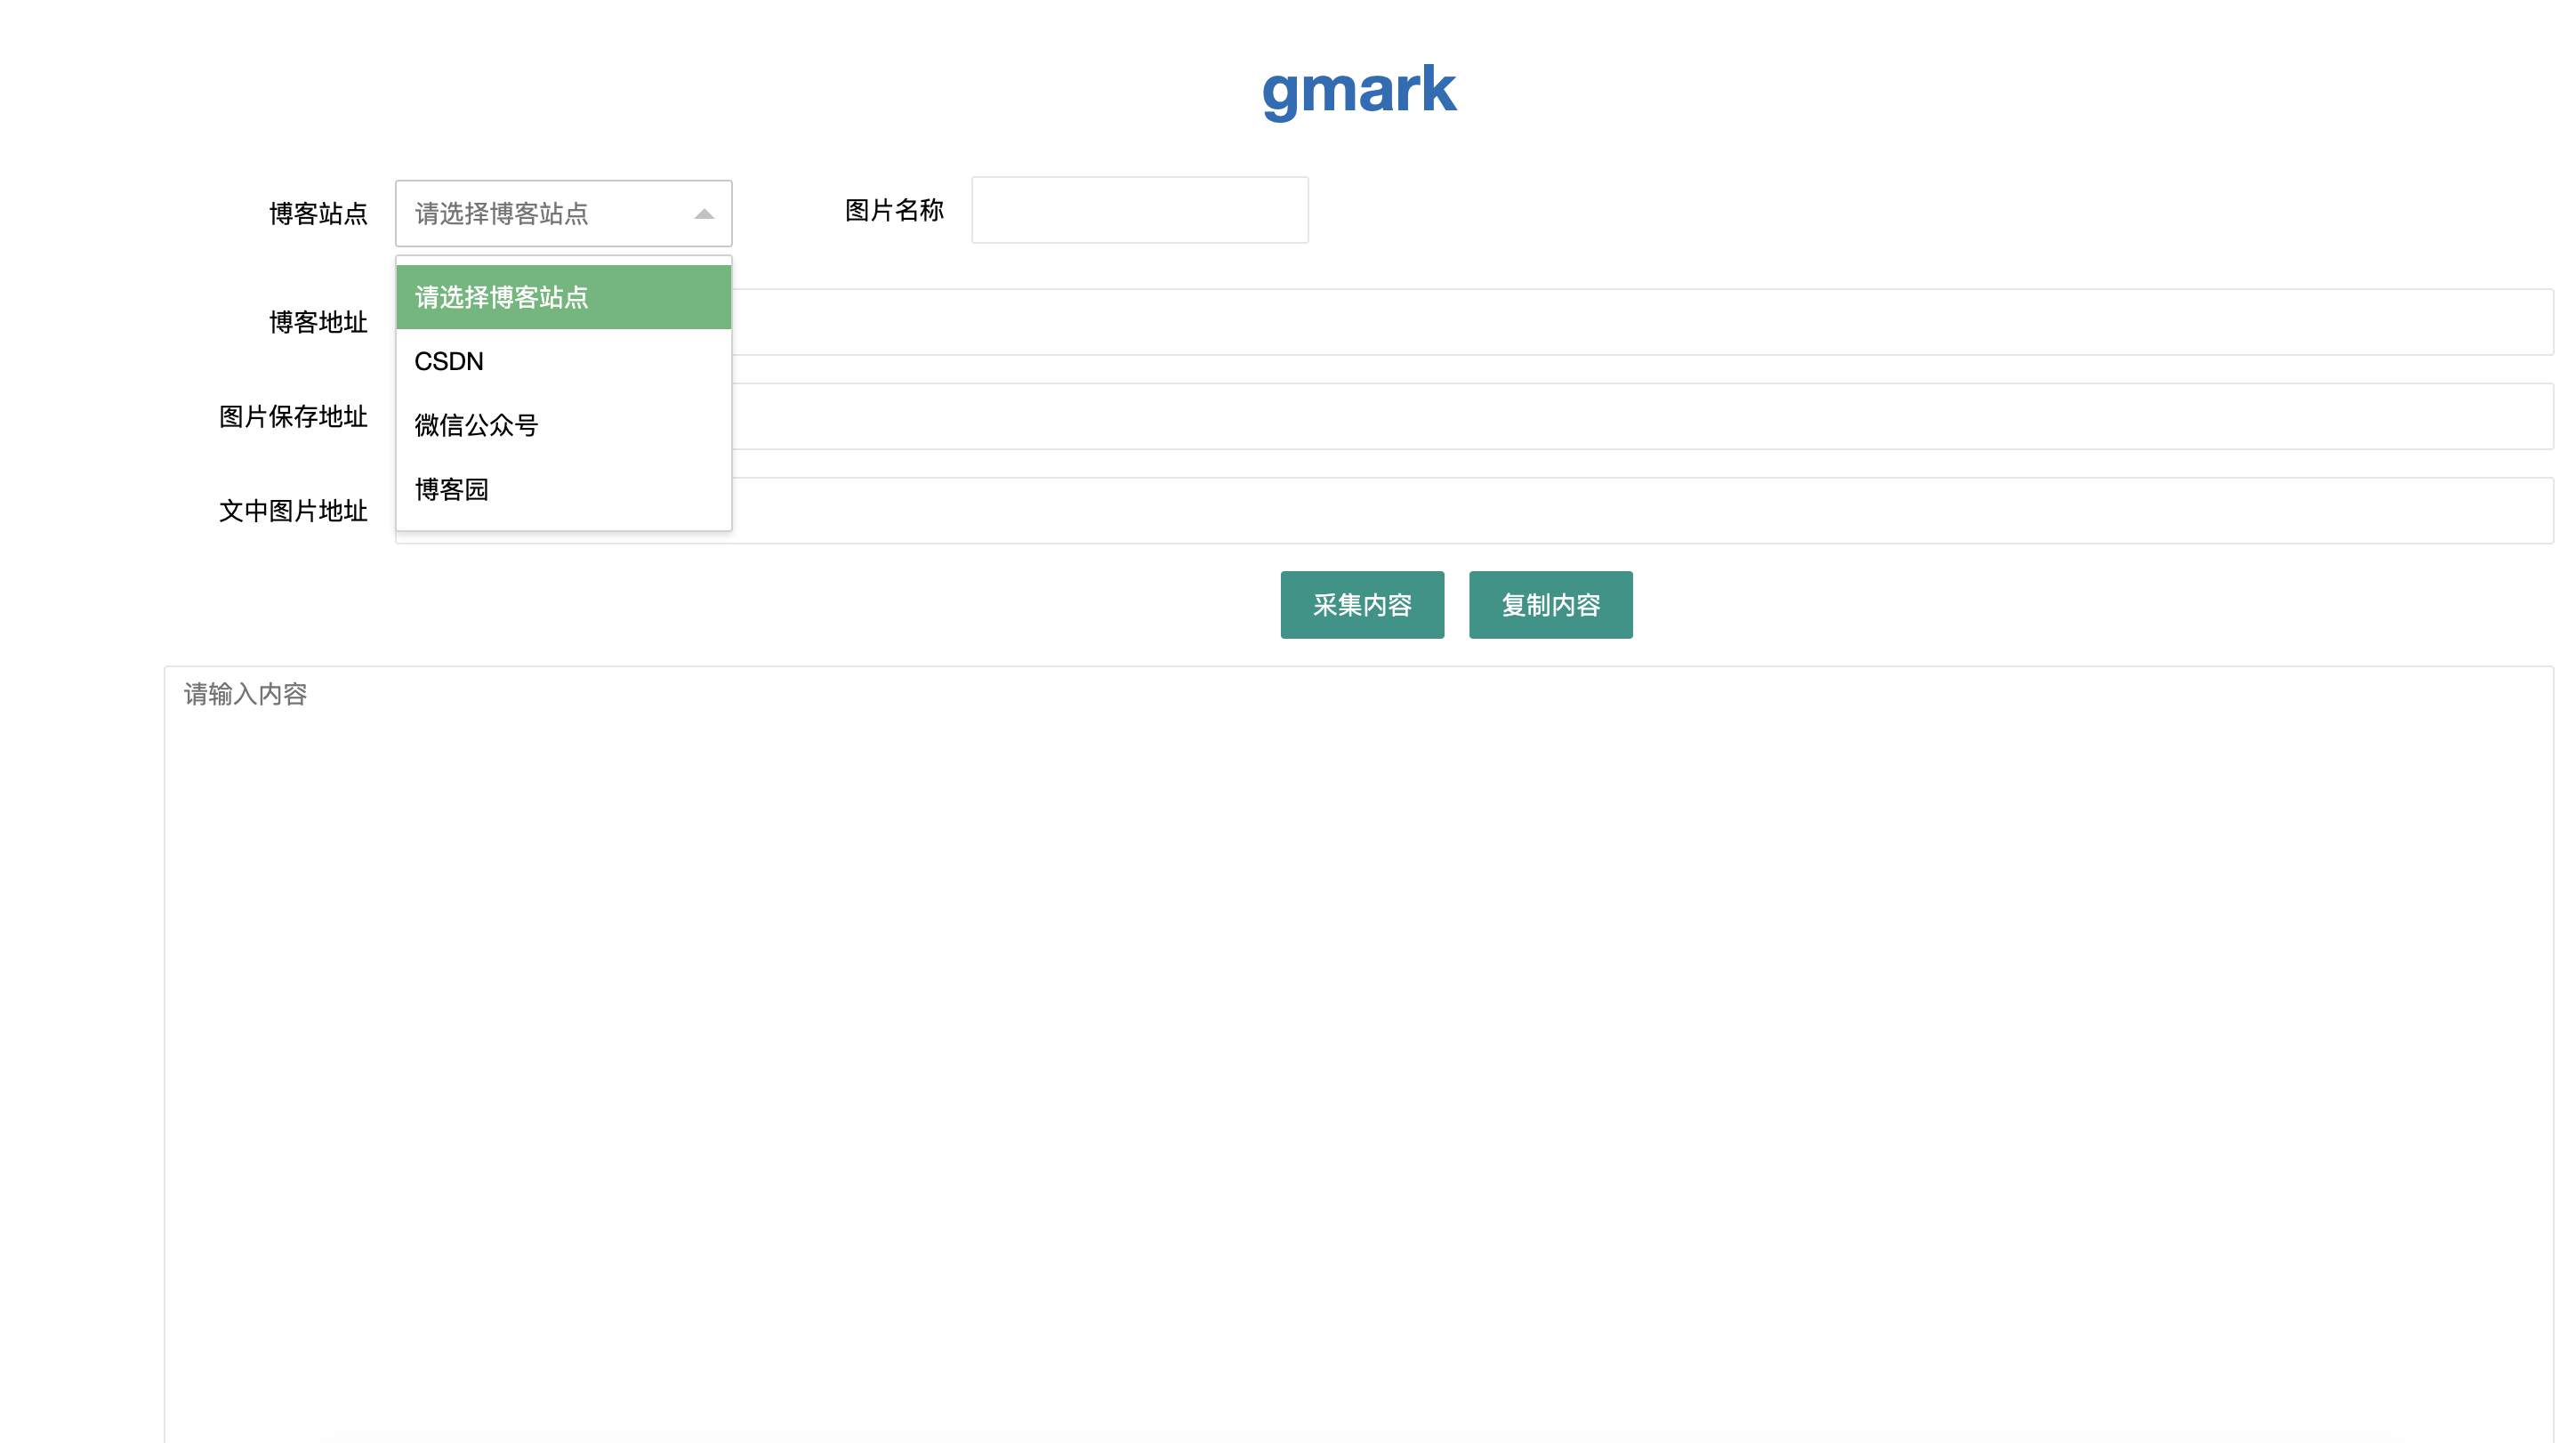 gmark
博客站点
请选择博客站点
图片名称
请选择博客站点
CSDN
微信公众号
博客园
博客地址
图片保存地址
文中图片地址
采集内容
复制内容
请输入内容